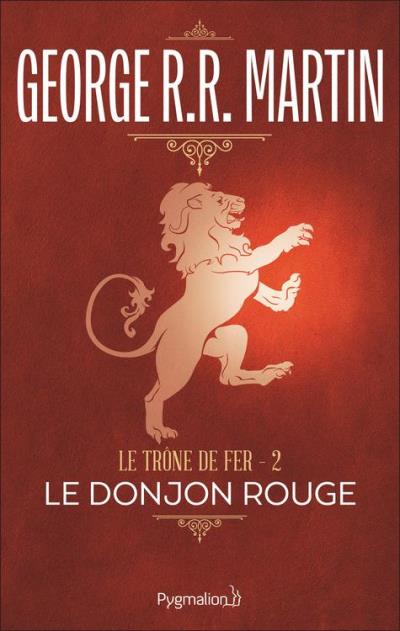 GEORGE R.R. MARTIN
LE TRÔNE DE FER - 2
LE DONJON ROUGE
Pygmalion